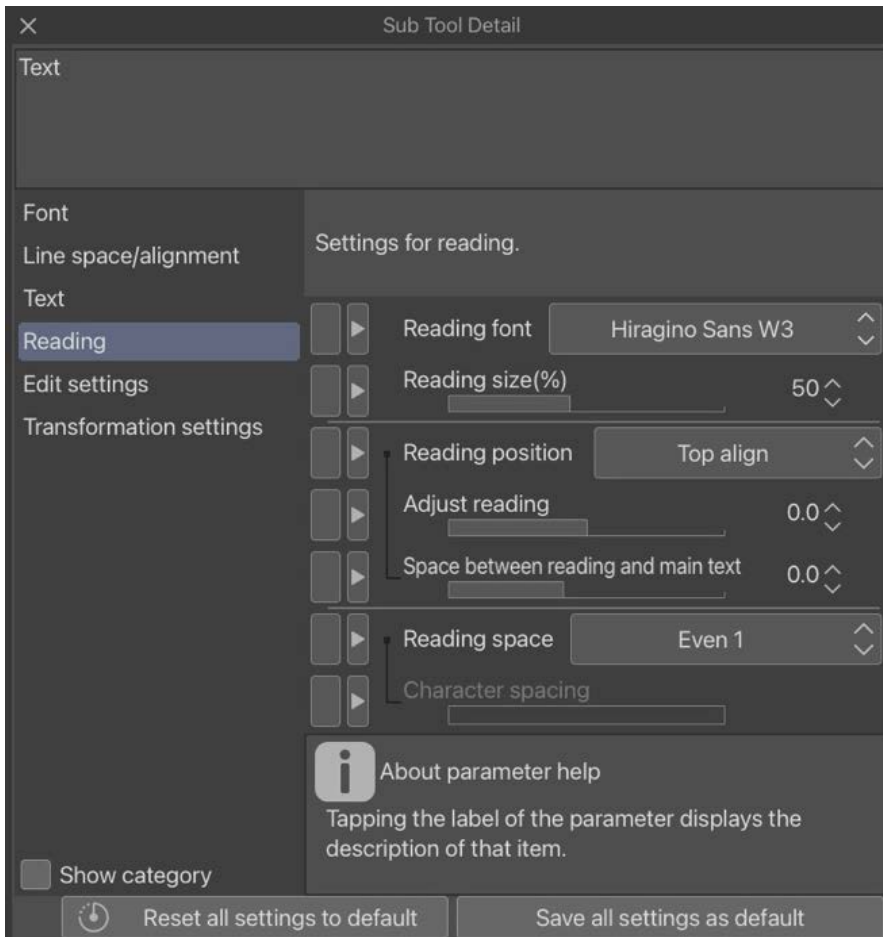 Sub Tool Detail
Text
Font
Line space/alignment
Text
Reading
Edit settings
Transformation settings
Show category
Settings for reading.
Reading font Hiragino Sans W3
Reading size(%) 50
Reading position Top align
Adjust reading 0.0
Space between reading and main text 0.0
Reading space Even 1
Character spacing
About parameter help
Tapping the label of the parameter displays the
description of that item.
Reset all settings to default Save all settings as default